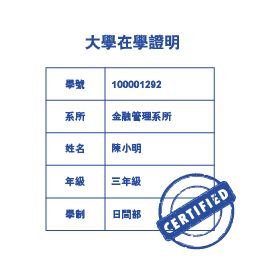 大學在學證明
學號 100001292
系所 金融管理系所
姓名 陳小明
年級 三年級
學制 日間部
CERTIFIED